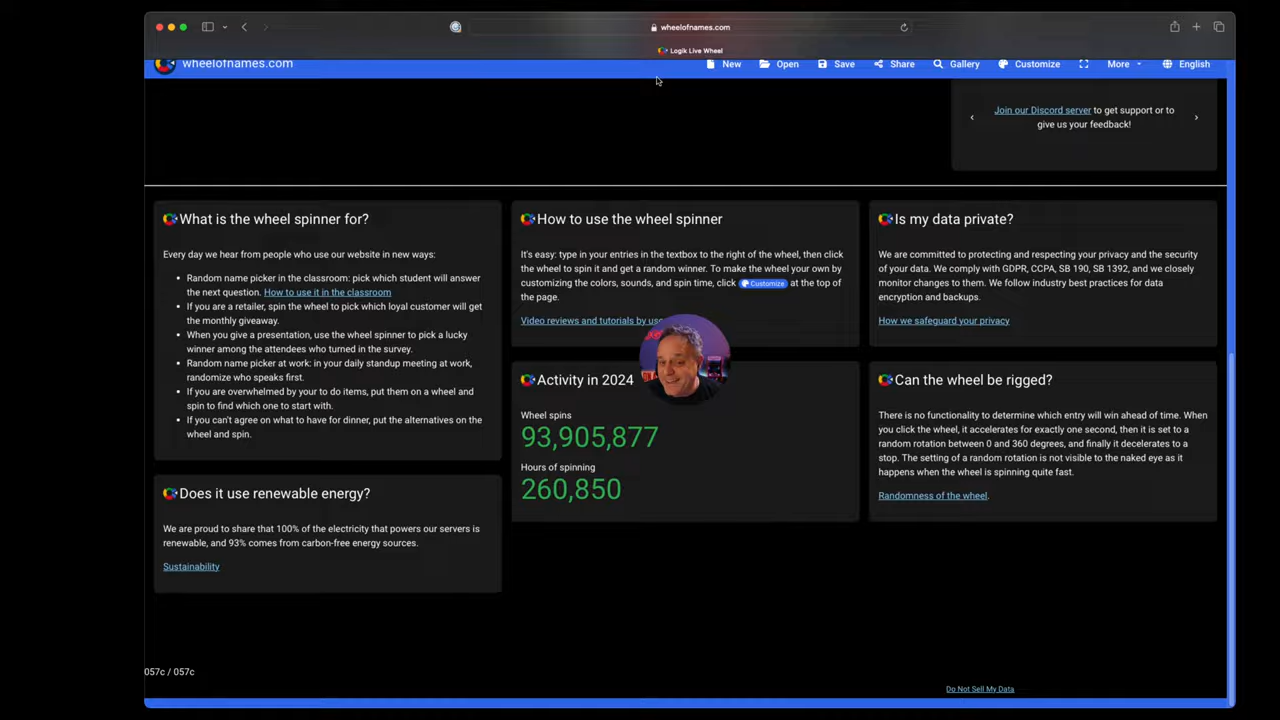 wheelofnames.com
Logik Live Wheel
wheelofnames.com
New
Open
Save
Share
Gallery
Customize
More
English
Join our Discord server to get support or to
give us your feedback!
What is the wheel spinner for?
Every day we hear from people who use our website in new ways:
• Random name picker in the classroom: pick which student will answer
the next question. How to use it in the classroom
• If you are a retailer, spin the wheel to pick which loyal customer will get
the monthly giveaway.
• When you give a presentation, use the wheel spinner to pick a lucky
winner among the attendees who turned in the survey.
• Random name picker at work: in your daily standup meeting at work,
randomize who speaks first.
• If you are overwhelmed by your to do items, put them on a wheel and
spin to find which one to start with.
• If you can't agree on what to have for dinner, put the alternatives on the
wheel and spin.
Does it use renewable energy?
We are proud to share that 100% of the electricity that powers our servers is
renewable, and 93% comes from carbon-free energy sources.
Sustainability
How to use the wheel spinner
It's easy: type in your entries in the textbox to the right of the wheel, then click
the wheel to spin it and get a random winner. To make the wheel your own by
customizing the colors, sounds, and spin time, click Customize at the top of
the page.
Video reviews and tutorials by
Activity in 2024
Wheel spins
93,905,877
Hours of spinning
260,850
Is my data private?
We are committed to protecting and respecting your privacy and the security
of your data. We comply with GDPR, CCPA, SB 190, SB 1392, and we closely
monitor changes to them. We follow industry best practices for data
encryption and backups.
How we safeguard your privacy
Can the wheel be rigged?
There is no functionality to determine which entry will win ahead of time. When
you click the wheel, it accelerates for exactly one second, then it is set to a
random rotation between 0 and 360 degrees, and finally it decelerates to a
stop. The setting of a random rotation is not visible to the naked eye as it
happens when the wheel is spinning quite fast.
Randomness of the wheel.
057c / 057c
Do Not Sell My Data